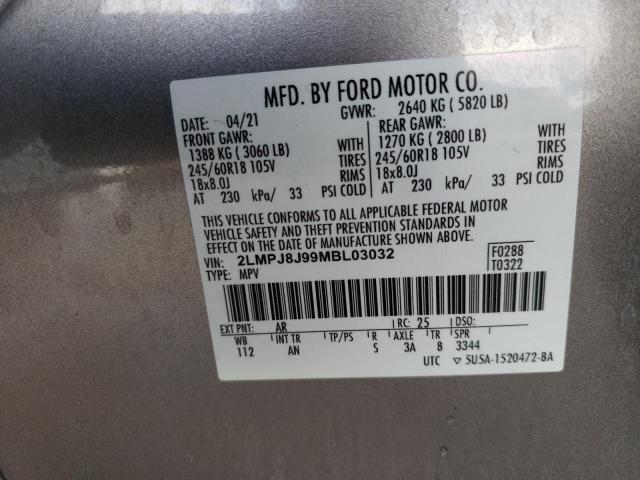 MFD. BY FORD MOTOR CO.
DATE: 04/21 GVWR: 2640 KG ( 5820 LB)
FRONT GAWR: REAR GAWR:
1388 KG ( 3060 LB) WITH 1270 KG ( 2800 LB) WITH
245/60R18 105V TIRES 245/60R18 105V TIRES
18x8.0J RIMS 18x8.0J RIMS
AT 230 kPa/ 33 PSI COLD AT 230 kPa/ 33 PSI COLD
THIS VEHICLE CONFORMS TO ALL APPLICABLE FEDERAL MOTOR
VEHICLE SAFETY AND THEFT PREVENTION STANDARDS IN
EFFECT ON THE DATE OF MANUFACTURE SHOWN ABOVE.
VIN: 2LMPJ8J99MBL03032 F0288
TYPE: MPV T0322
EXT PNT: AR RC: 25 DSO:
WB INT TR TP/PS R AXLE TR SPR
112 AN S 3A 8 3344
UTC ▽ 5U5A-1520472-BA